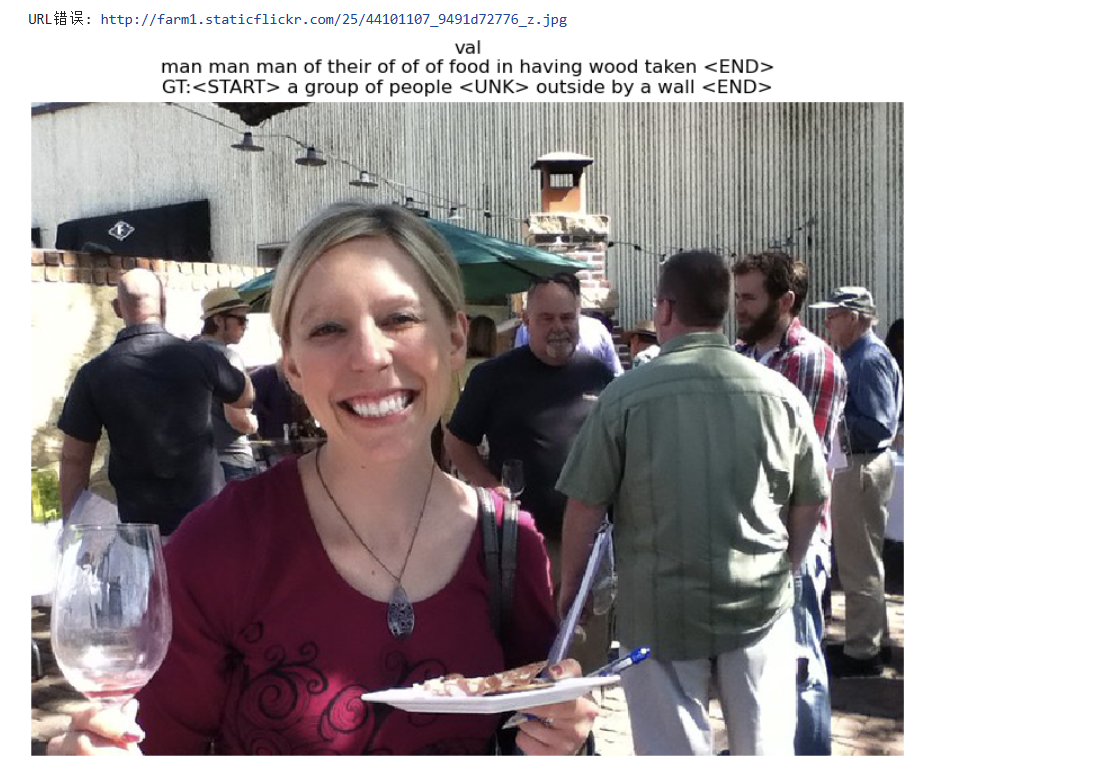 URL错误: http://farm1.staticflickr.com/25/44101107_9491d72776_z.jpg
val
man man man of their of of of food in having wood taken <END>
GT:<START> a group of people <UNK> outside by a wall <END>
F